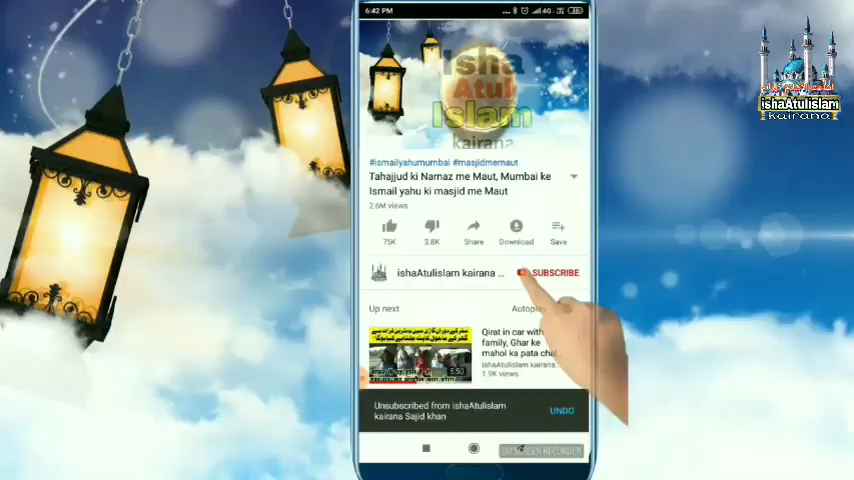 6:42 PM
4G
Isha
Atul
Islam
kairana
#ismailyahumumbai #masjidmemaut
Tahajjud ki Namaz me Maut, Mumbai ke
Ismail yahu ki masjid me Maut
2.6M views
75K
3.8K
Share
Download
Save
ishaAtulislam kairana ...
SUBSCRIBE
Up next
Autoplay
5:50
Qirat in car with
family, Ghar ke
mahol ka pata chal...
ishaAtulislam kairana...
1.9K views
Unsubscribed from ishaAtulislam
kairana Sajid khan
UNDO
SCREEN RECORDER
ishaAtulislam
kairana